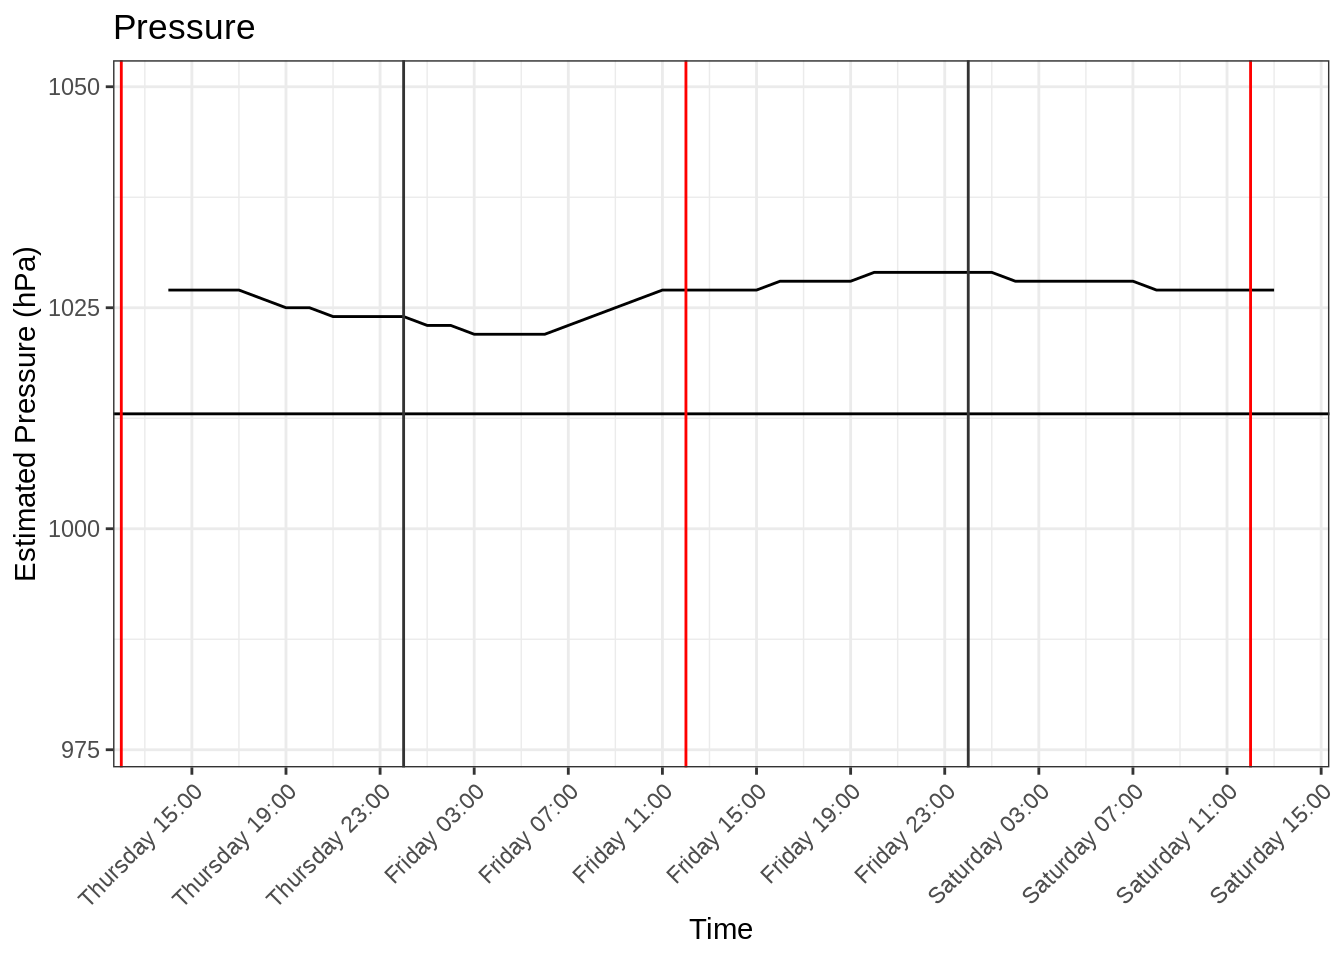 Pressure
Estimated Pressure (hPa)
1050
1025
1000
975
Thursday 15:00
Thursday 19:00
Thursday 23:00
Friday 03:00
Friday 07:00
Friday 11:00
Friday 15:00
Friday 19:00
Friday 23:00
Saturday 03:00
Saturday 07:00
Saturday 11:00
Saturday 15:00
Time